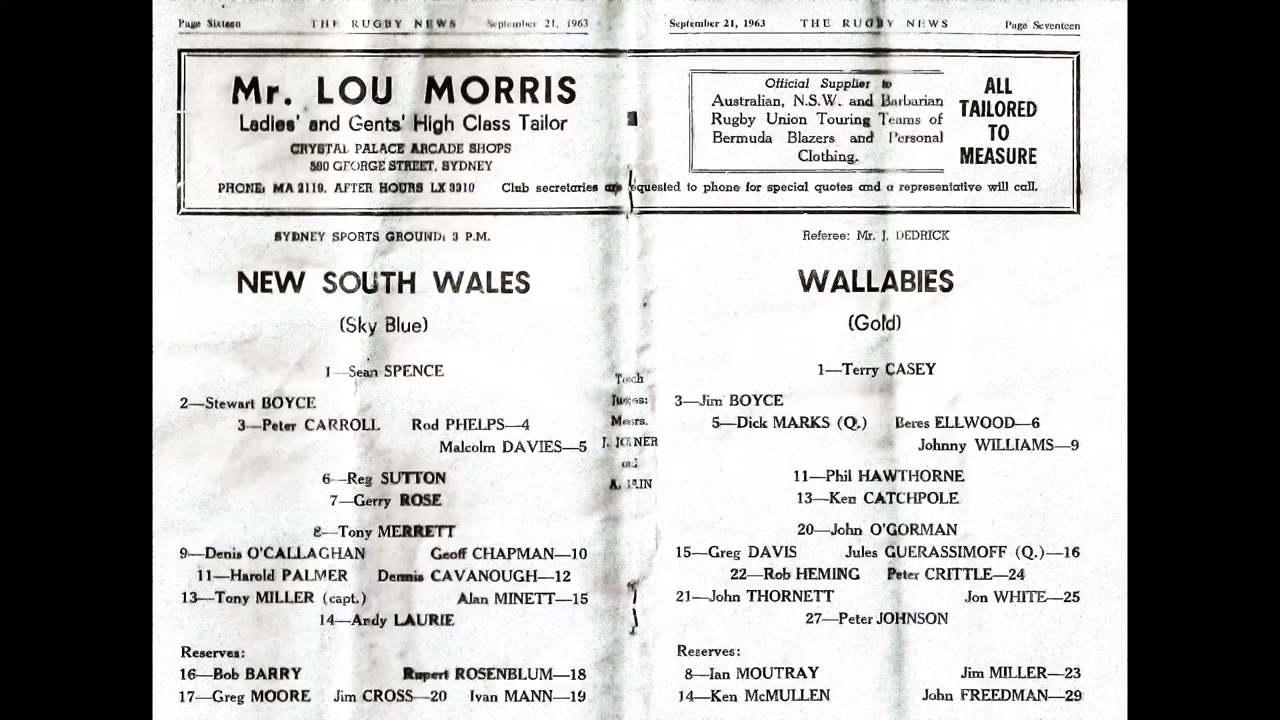 Page Sixteen THE RUGBY NEWS September 21, 1963
September 21, 1963 THE RUGBY NEWS Page Seventeen
Mr. LOU MORRIS
Ladies' and Gents' High Class Tailor
CRYSTAL PALACE ARCADE SHOPS
590 GEORGE STREET, SYDNEY
PHONE: MA 2119. AFTER HOURS LX 3310 Club secretaries are requested to phone for special quotes and a representative will call.
Official Supplier to
Australian, N.S.W. and Barbarian
Rugby Union Touring Teams of
Bermuda Blazers and Personal
Clothing.
ALL
TAILORED
TO
MEASURE
SYDNEY SPORTS GROUND: 3 P.M.
NEW SOUTH WALES
(Sky Blue)
1—Sean SPENCE
2—Stewart BOYCE
3—Peter CARROLL Rod PHELPS—4
Malcolm DAVIES—5
6—Reg SUTTON
7—Gerry ROSE
8—Tony MERRETT
9—Denis O'CALLAGHAN Geoff CHAPMAN—10
11—Harold PALMER Dennis CAVANOUGH—12
13—Tony MILLER (capt.) Alan MINETT—15
14—Andy LAURIE
Reserves:
16—Bob BARRY Rupert ROSENBLUM—18
17—Greg MOORE Jim CROSS—20 Ivan MANN—19
Touch
Judges:
Messrs.
and
A.
Referee: Mr. J. DEDRICK
WALLABIES
(Gold)
1—Terry CASEY
3—Jim BOYCE
5—Dick MARKS (Q.) Beres ELLWOOD—6
Johnny WILLIAMS—9
11—Phil HAWTHORNE
13—Ken CATCHPOLE
20—John O'GORMAN
15—Greg DAVIS Jules GUERASSIMOFF (Q.)—16
22—Rob HEMING Peter CRITTLE—24
21—John THORNETT Jon WHITE—25
27—Peter JOHNSON
Reserves:
8—Ian MOUTRAY Jim MILLER—23
14—Ken McMULLEN John FREEDMAN—29